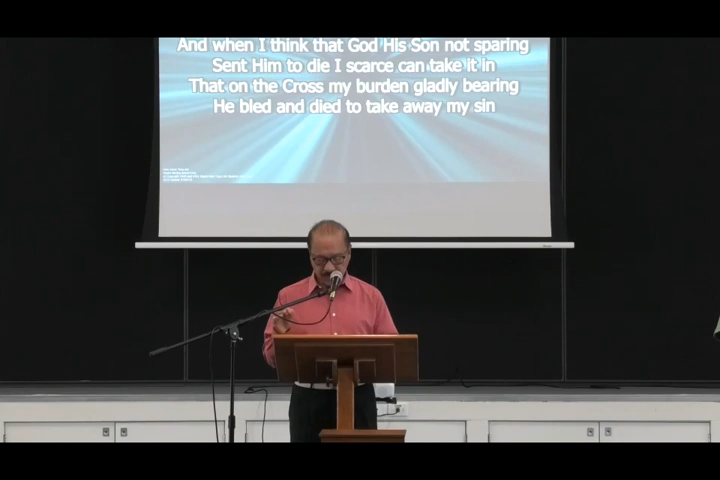 And when I think that God His Son not sparing
Sent Him to die I scarce can take it in
That on the Cross my burden gladly bearing
He bled and died to take away my sin